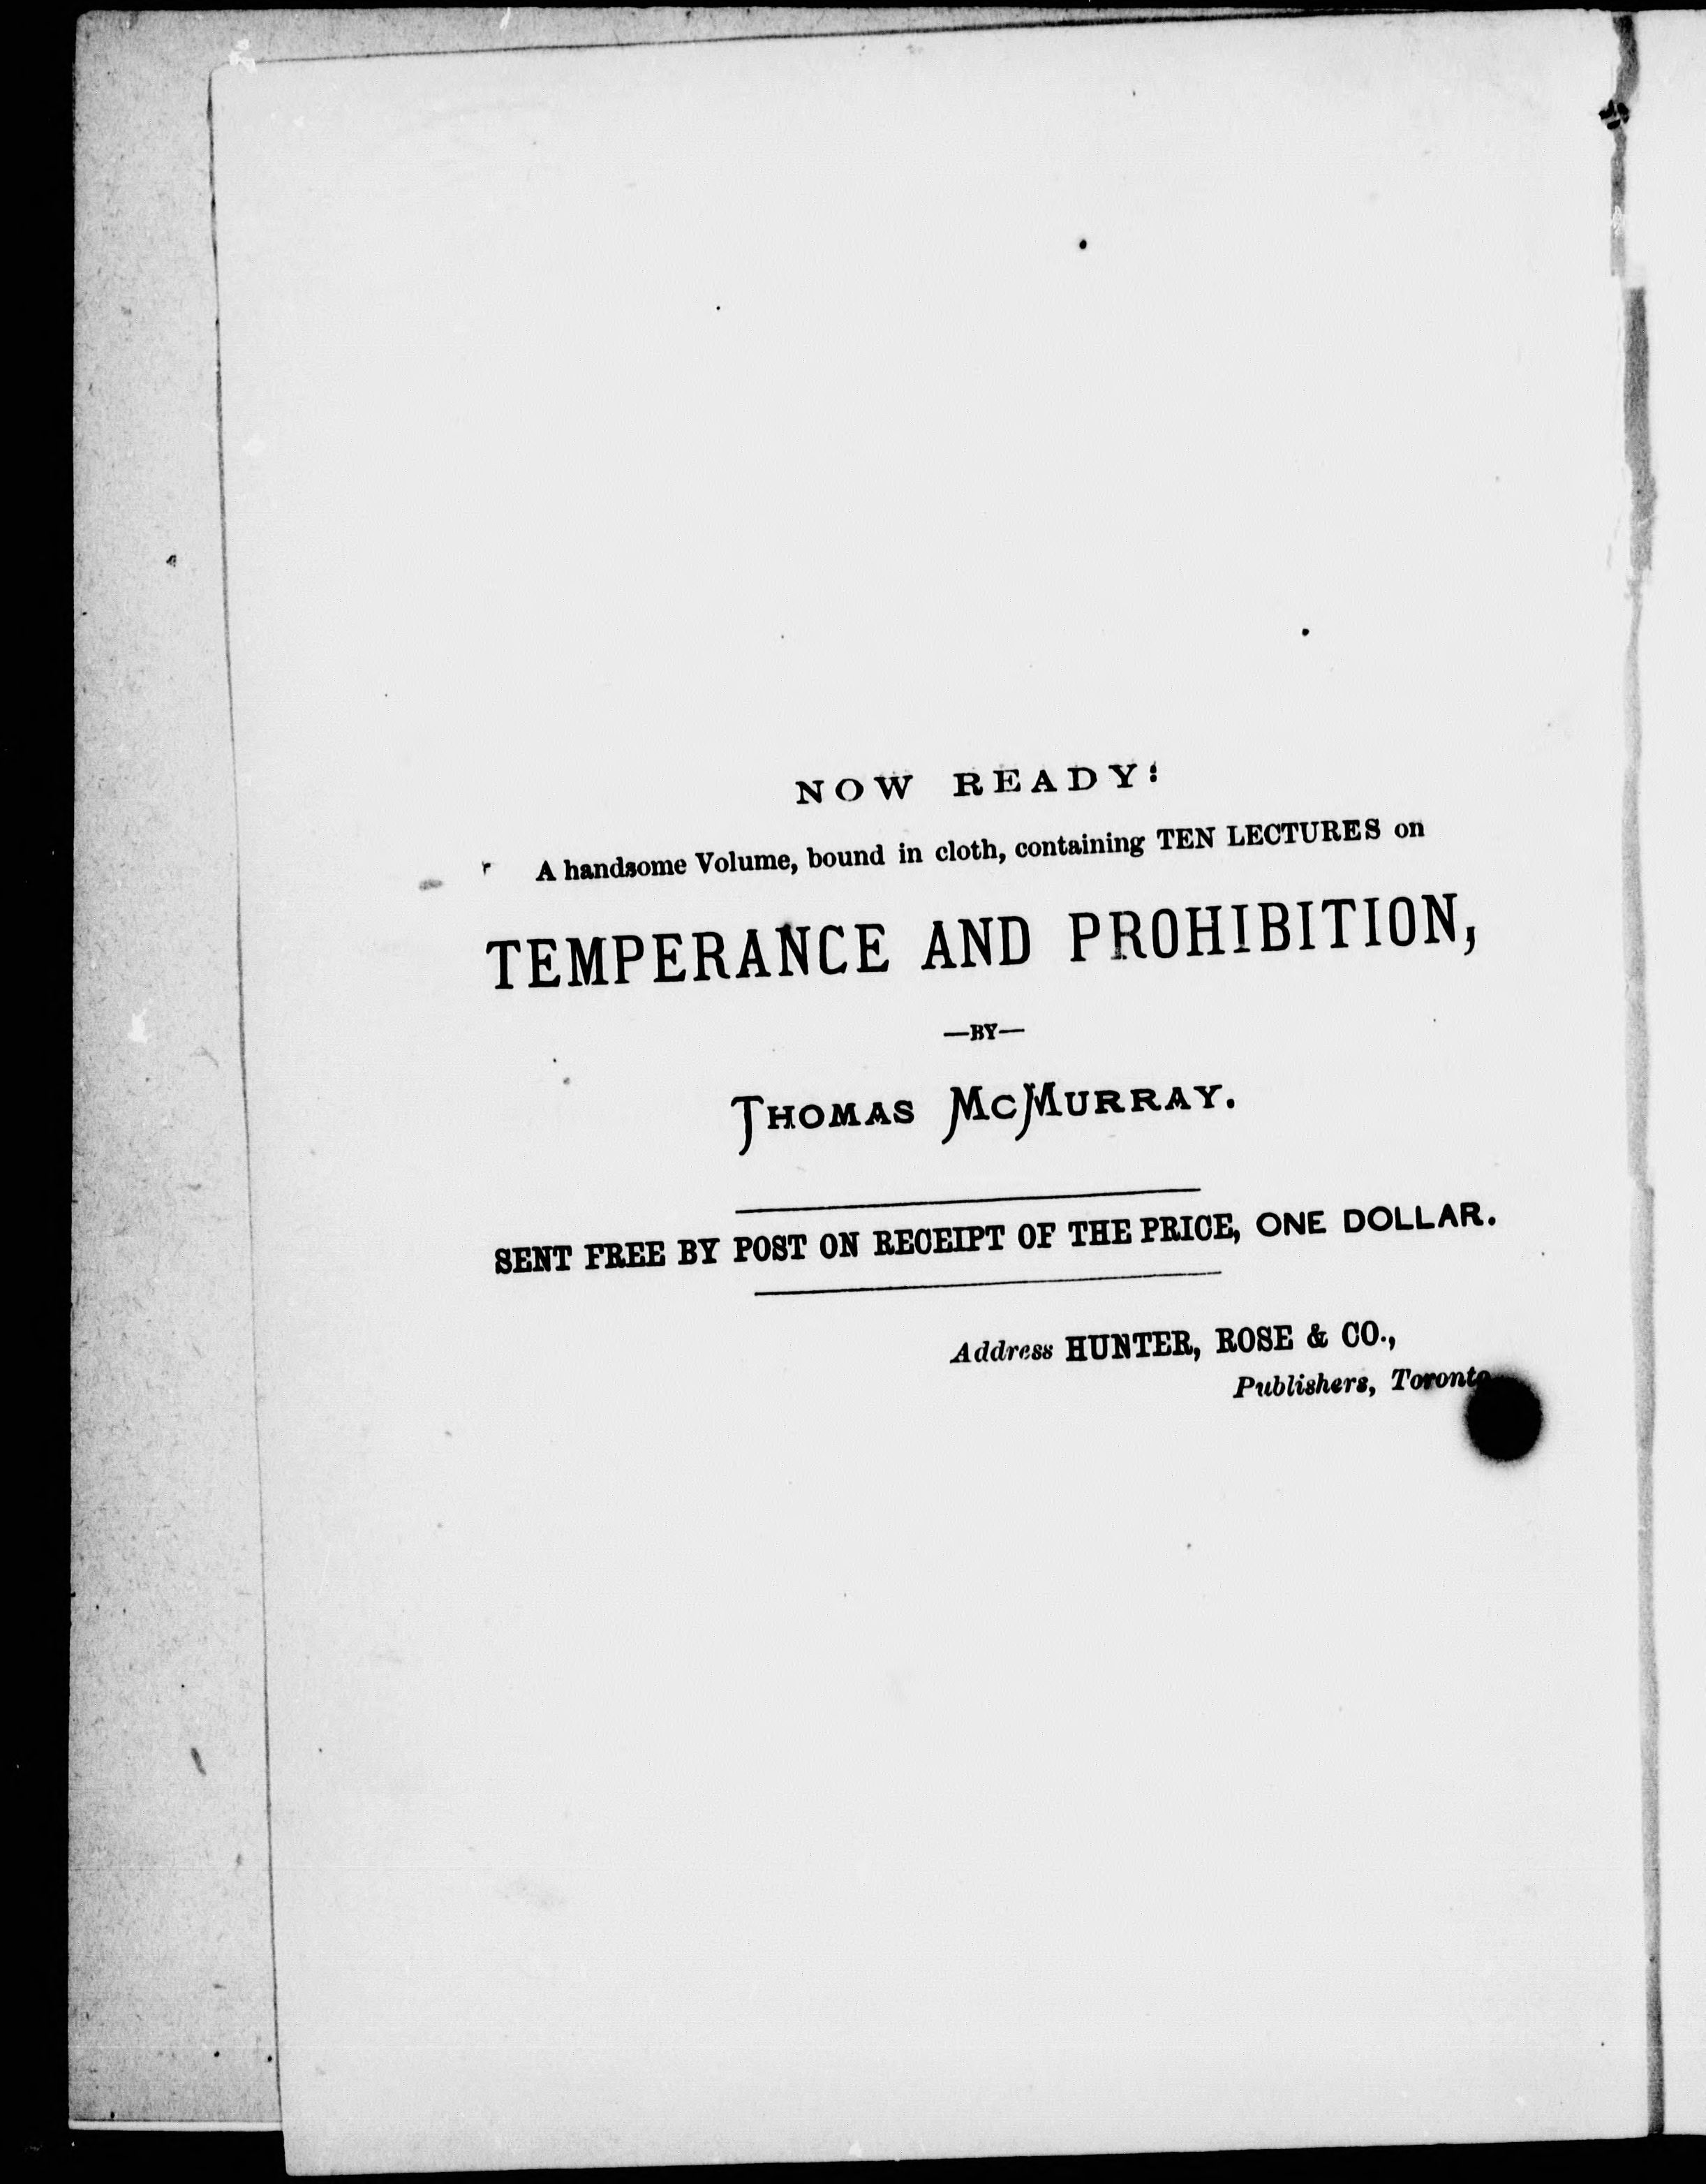 NOW READY:
A handsome Volume, bound in cloth, containing TEN LECTURES on
TEMPERANCE AND PROHIBITION,
—BY—
THOMAS MCMURRAY.
SENT FREE BY POST ON RECEIPT OF THE PRICE, ONE DOLLAR.
Address HUNTER, ROSE & CO.,
Publishers, Toronto